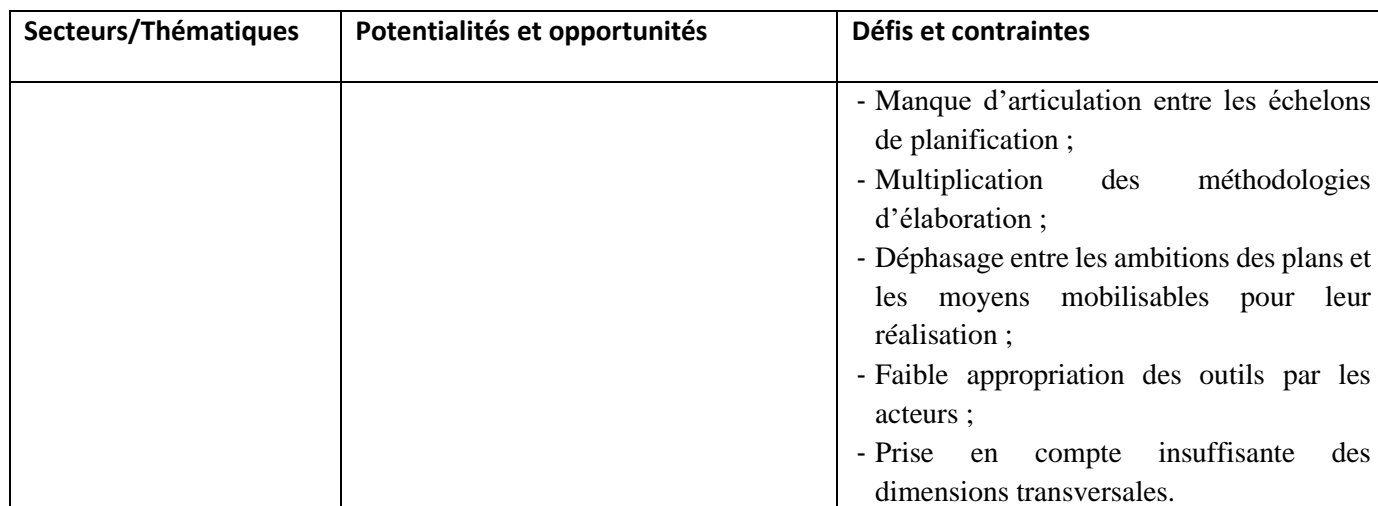 Secteurs/Thématiques
Potentialités et opportunités
Défis et contraintes
- Manque d’articulation entre les échelons
de planification ;
- Multiplication des méthodologies
d’élaboration ;
- Déphasage entre les ambitions des plans et
les moyens mobilisables pour leur
réalisation ;
- Faible appropriation des outils par les
acteurs ;
- Prise en compte insuffisante des
dimensions transversales.